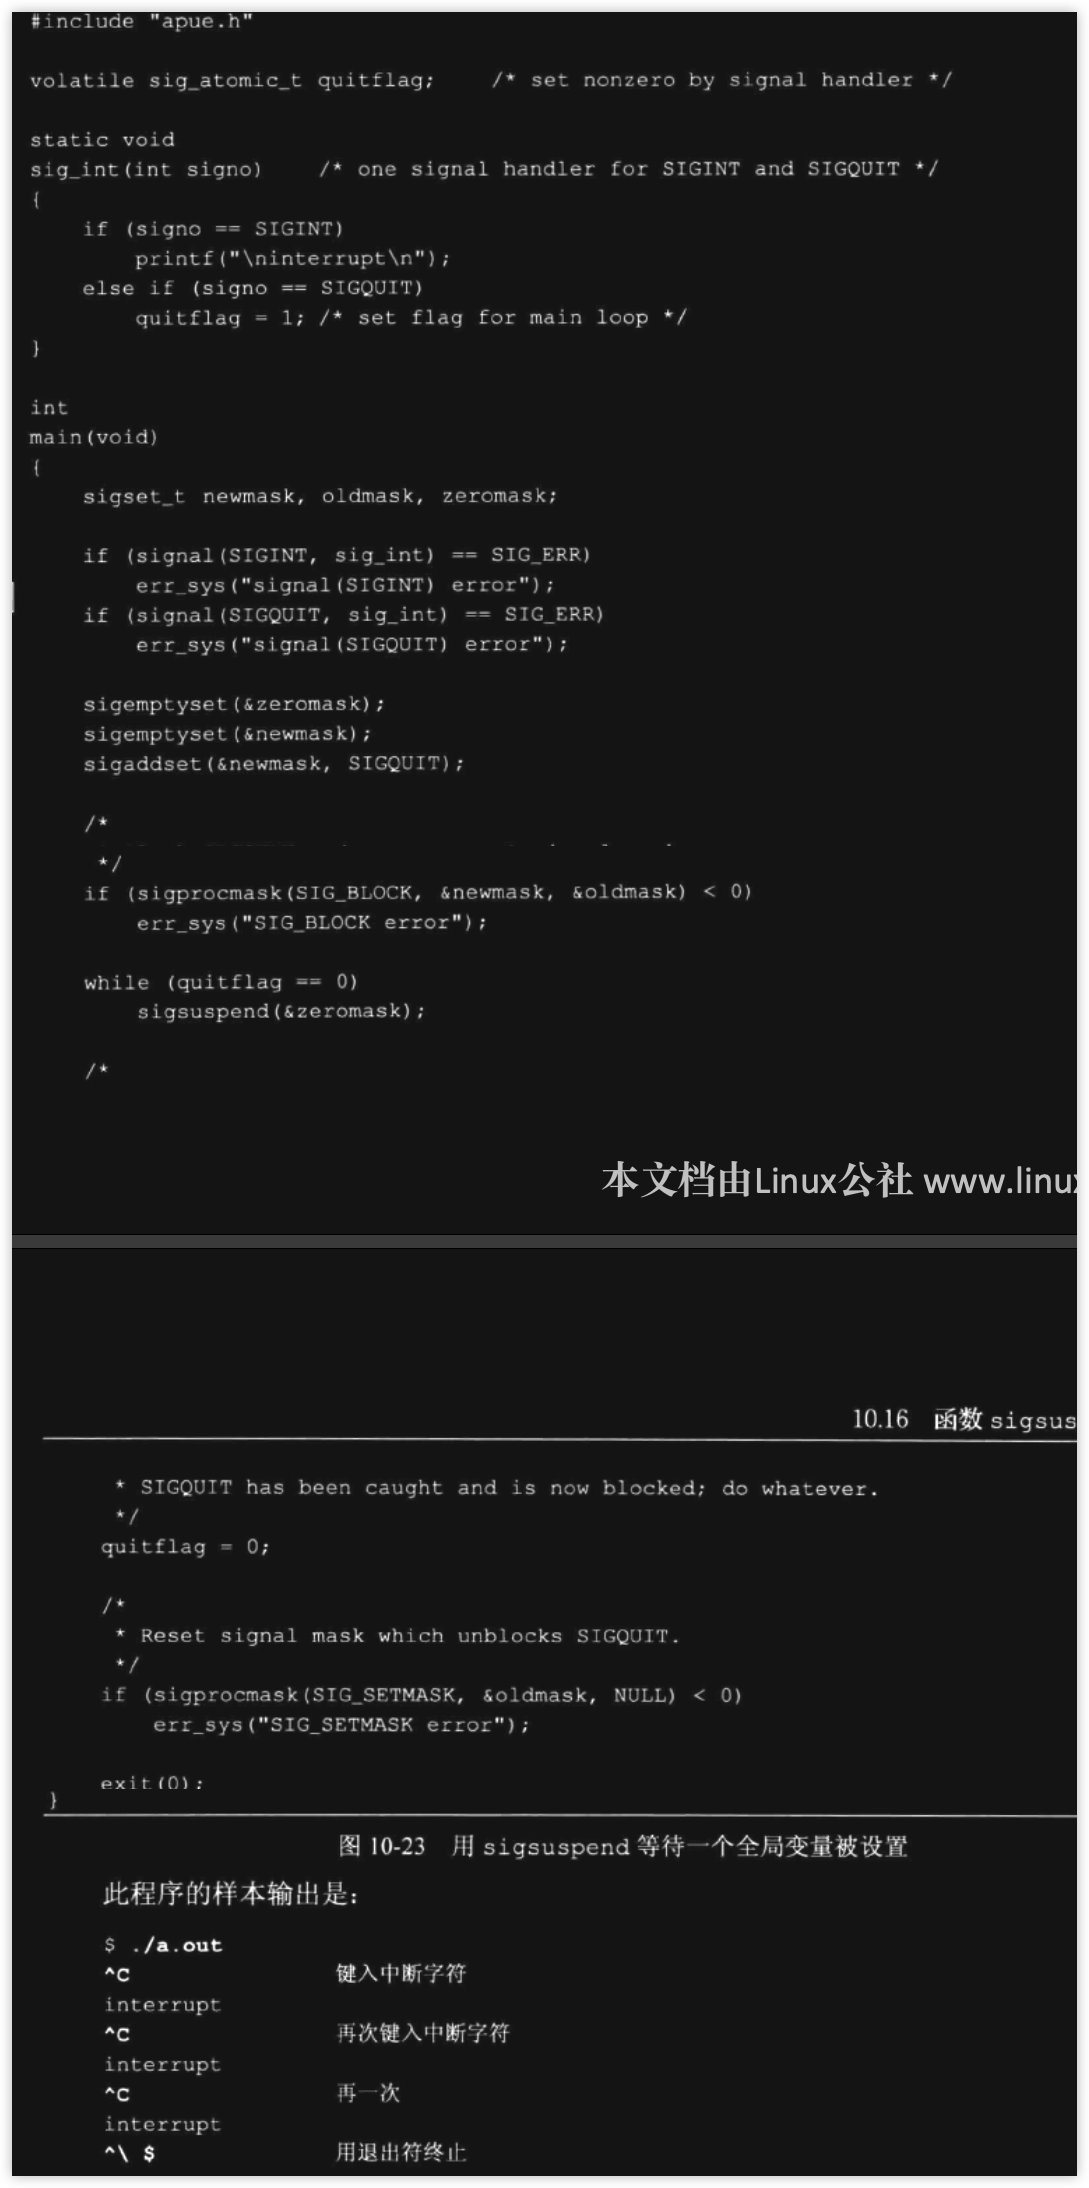 #include "apue.h"
volatile sig_atomic_t quitflag;    /* set nonzero by signal handler */
static void
sig_int(int signo)    /* one signal handler for SIGINT and SIGQUIT */
{
    if (signo == SIGINT)
        printf("\ninterrupt\n");
    else if (signo == SIGQUIT)
        quitflag = 1; /* set flag for main loop */
}
int
main(void)
{
    sigset_t newmask, oldmask, zeromask;
    if (signal(SIGINT, sig_int) == SIG_ERR)
        err_sys("signal(SIGINT) error");
    if (signal(SIGQUIT, sig_int) == SIG_ERR)
        err_sys("signal(SIGQUIT) error");
    sigemptyset(&zeromask);
    sigemptyset(&newmask);
    sigaddset(&newmask, SIGQUIT);
    /*
     */
    if (sigprocmask(SIG_BLOCK, &newmask, &oldmask) < 0)
        err_sys("SIG_BLOCK error");
    while (quitflag == 0)
        sigsuspend(&zeromask);
    /*
本文档由Linux公社 www.linux
10.16 函数 sigsus
     * SIGQUIT has been caught and is now blocked; do whatever.
     */
    quitflag = 0;
    /*
     * Reset signal mask which unblocks SIGQUIT.
     */
    if (sigprocmask(SIG_SETMASK, &oldmask, NULL) < 0)
        err_sys("SIG_SETMASK error");
    exit(0);
}
图 10-23 用 sigsuspend 等待一个全局变量被设置
此程序的样本输出是：
$ ./a.out
^C 键入中断字符
interrupt
^C 再次键入中断字符
interrupt
^C 再一次
interrupt
^\ $ 用退出符终止